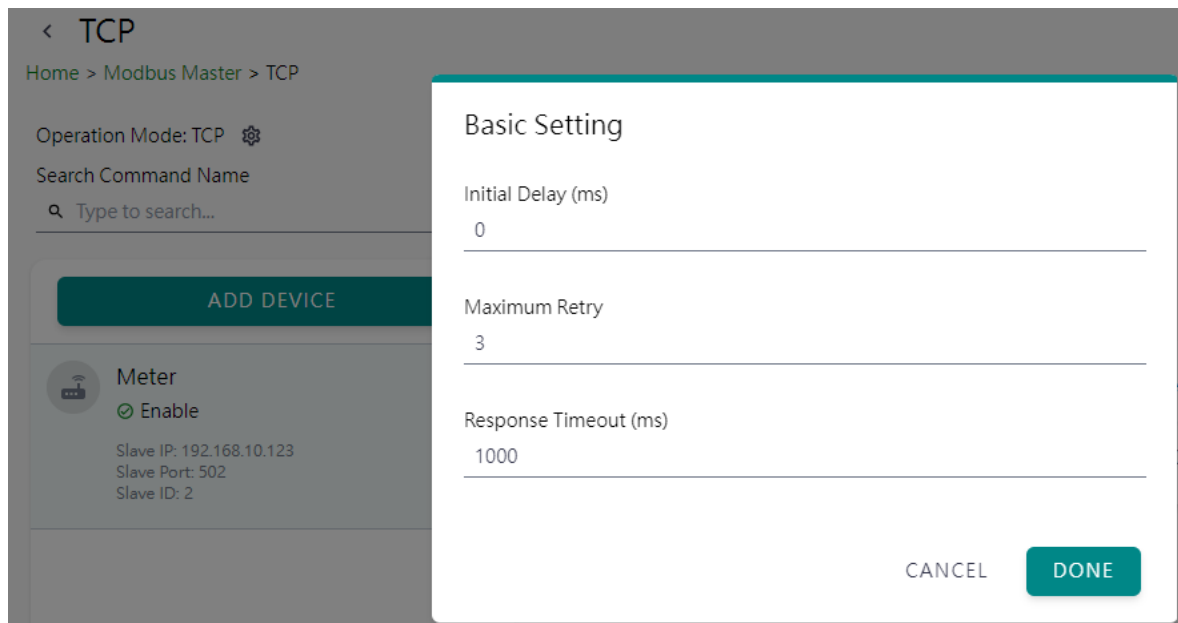 TCP
Home > Modbus Master > TCP
Operation Mode: TCP
Search Command Name
Type to search...
ADD DEVICE
Meter
Enable
Slave IP: 192.168.10.123
Slave Port: 502
Slave ID: 2
Basic Setting
Initial Delay (ms)
0
Maximum Retry
3
Response Timeout (ms)
1000
CANCEL
DONE